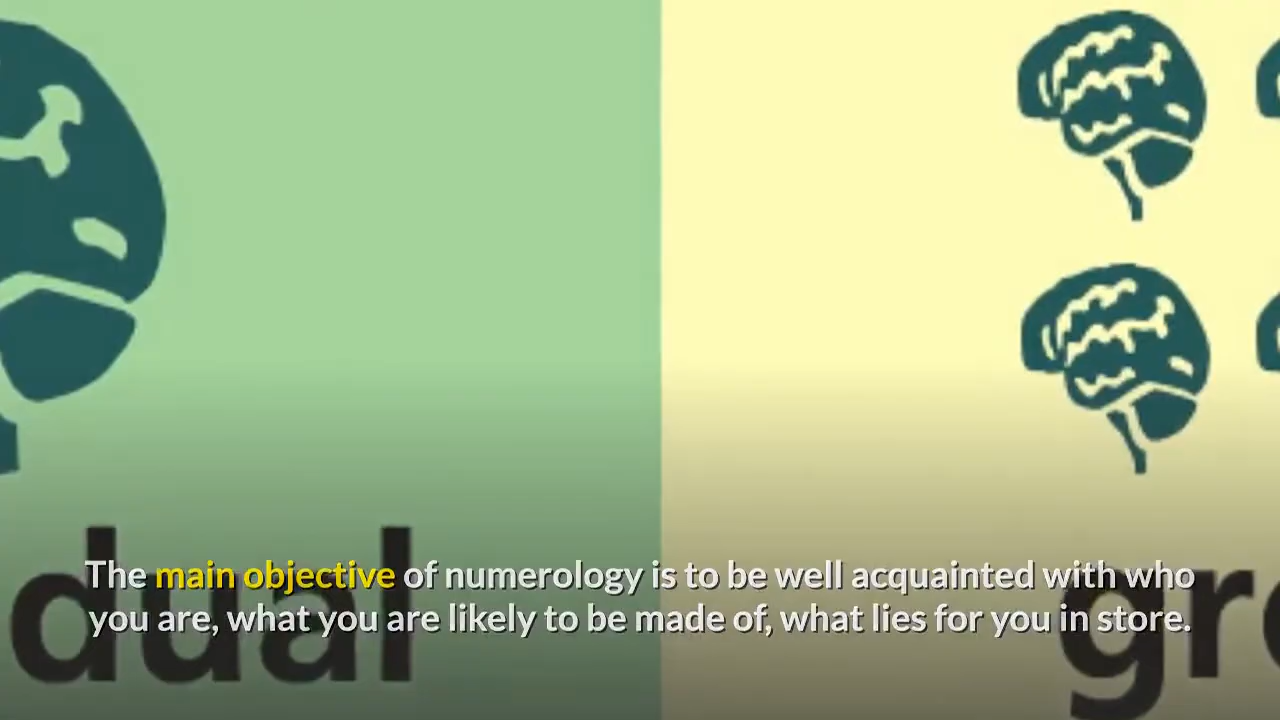 dual
gro
The main objective of numerology is to be well acquainted with who
you are, what you are likely to be made of, what lies for you in store.